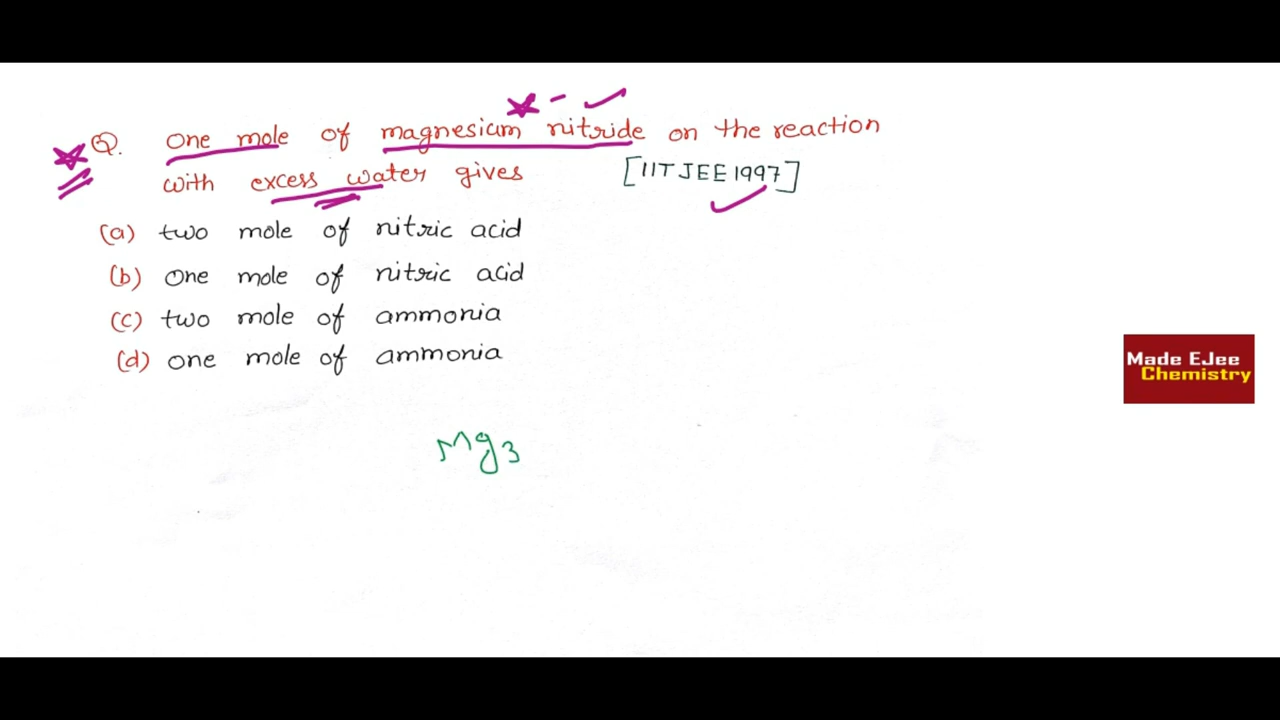 Q. One mole of magnesium nitride on the reaction
with excess water gives [IIT JEE 1997]
(a) two mole of nitric acid
(b) One mole of nitric acid
(c) two mole of ammonia
(d) one mole of ammonia
Made EJee
Chemistry
Mg3